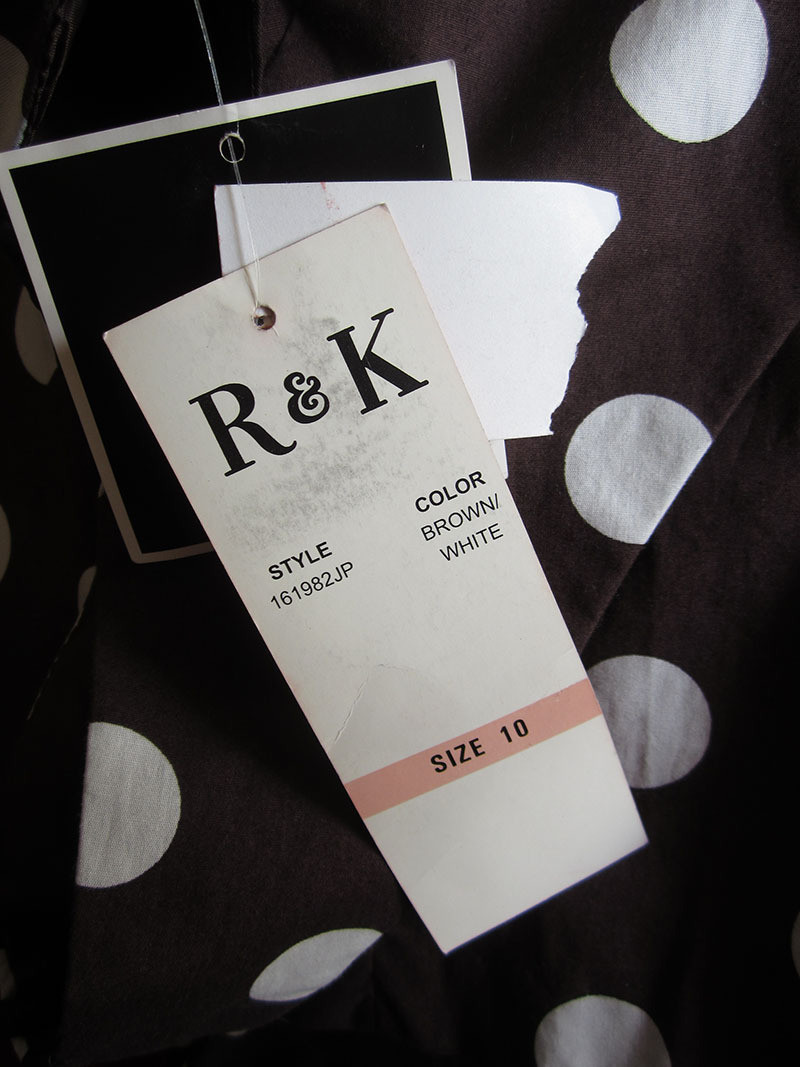 R&K
STYLE
161982JP
COLOR
BROWN/
WHITE
SIZE 10